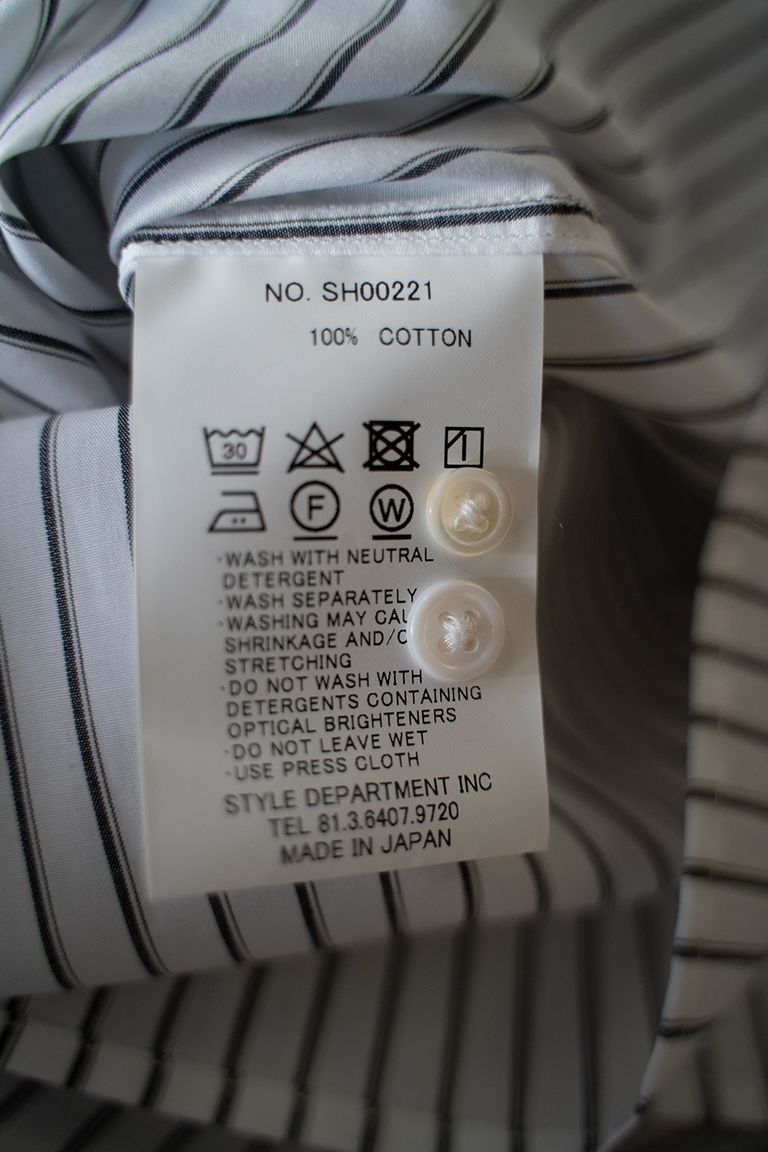 NO. SH00221
100% COTTON
30
F W
·WASH WITH NEUTRAL
DETERGENT
·WASH SEPARATELY
·WASHING MAY
SHRINKAGE
STRETCHING
·DO NOT WASH WITH
DETERGENTS CONTAINING
OPTICAL BRIGHTENERS
·DO NOT LEAVE WET
·USE PRESS CLOTH
STYLE DEPARTMENT INC
TEL 81.3.6407.9720
MADE IN JAPAN